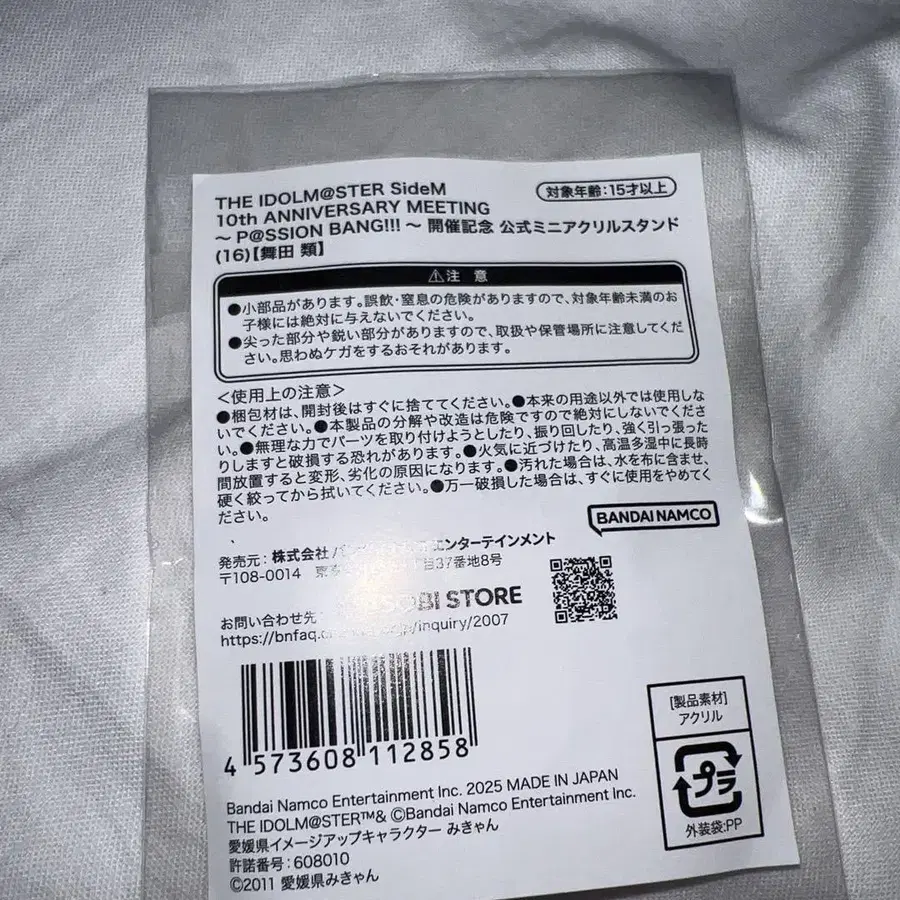 THE IDOLM@STER SideM
対象年齢:15才以上
10th ANNIVERSARY MEETING
～ P@SSION BANG!!! ～ 開催記念 公式ミニアクリルスタンド
(16)【舞田 類】
⚠注 意
●小部品があります。誤飲・窒息の危険がありますので、対象年齢未満のお
子様には絶対に与えないでください。
●尖った部分や鋭い部分がありますので、取扱や保管場所に注意してくだ
さい。思わぬケガをするおそれがあります。
＜使用上の注意＞
●梱包材は、開封後はすぐに捨ててください。●本来の用途以外では使用しな
いでください。●本製品の分解や改造は危険ですので絶対にしないでくださ
い。●無理な力でパーツを取り付けようとしたり、振り回したり、強く引っ張った
りしますと破損する恐れがあります。●火気に近づけたり、高温多湿中に長時
間放置すると変形、劣化の原因になります。●汚れた場合は、水を布に含ませ、
硬く絞ってから拭いてください。●万一破損した場合は、すぐに使用をやめてく
ださい。
BANDAI NAMCO
発売元: 株式会社 エンターテインメント
〒108-0014 目37番地8号
お問い合わせ先 STORE
https://bnfaq. /inquiry/2007
4 573608 112858
[製品素材]
アクリル
プラ
外装袋:PP
Bandai Namco Entertainment Inc. 2025 MADE IN JAPAN
THE IDOLM@STER™& ©Bandai Namco Entertainment Inc.
愛媛県イメージアップキャラクター みきゃん
許諾番号:608010
©2011 愛媛県みきゃん